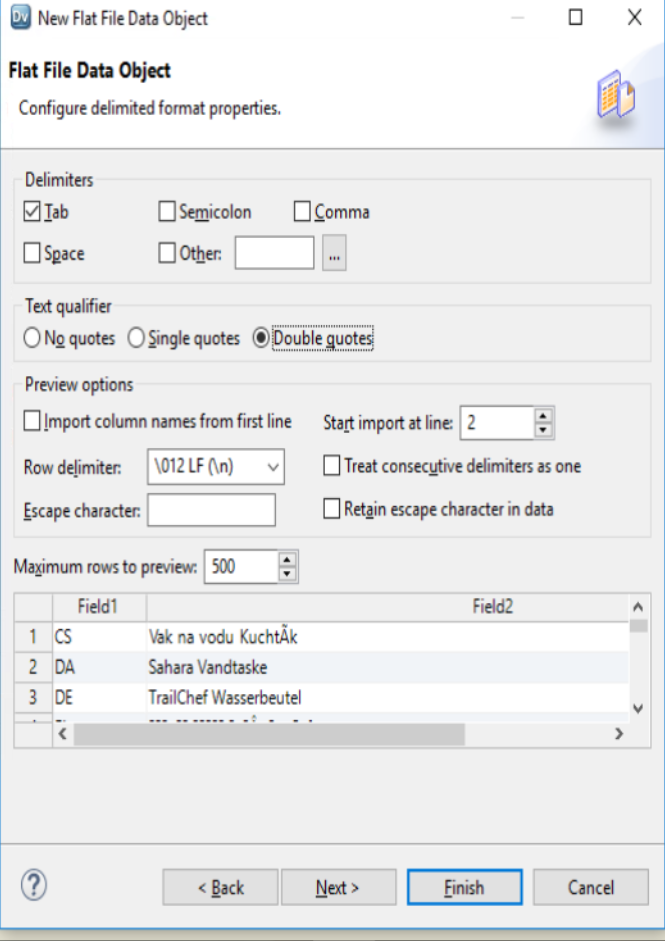 Dv New Flat File Data Object
Flat File Data Object
Configure delimited format properties.
Delimiters
Tab Semicolon Comma
Space Other: ...
Text qualifier
No quotes Single quotes Double quotes
Preview options
Import column names from first line Start import at line: 2
Row delimiter: \012 LF (\n) Treat consecutive delimiters as one
Escape character: Retain escape character in data
Maximum rows to preview: 500
Field1 Field2
1 CS Vak na vodu KuchtÃk
2 DA Sahara Vandtaske
3 DE TrailChef Wasserbeutel
? < Back Next > Finish Cancel